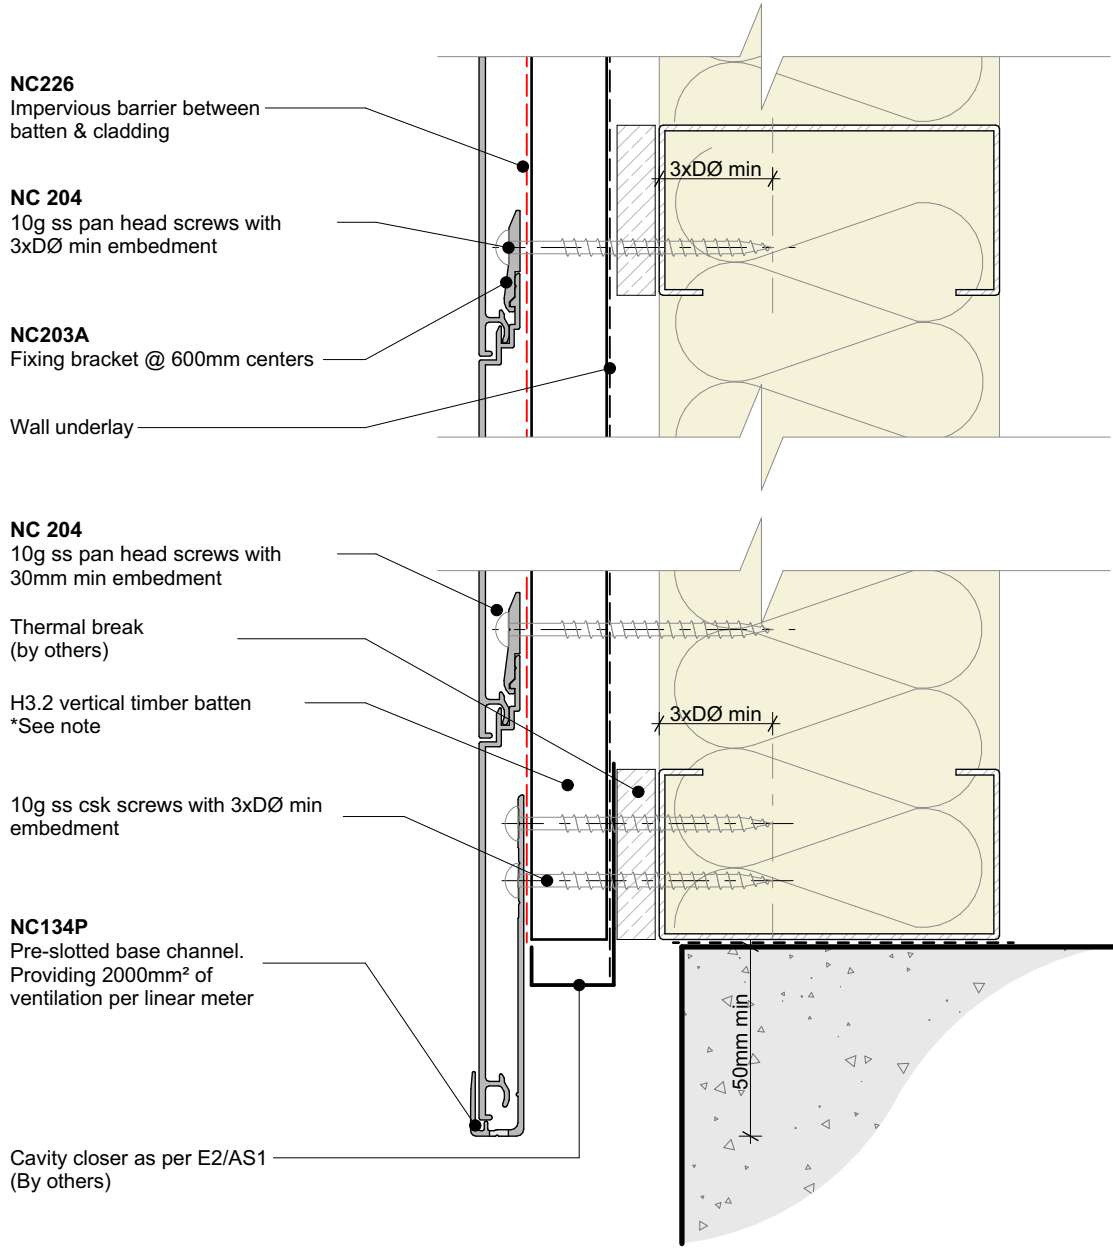 NC226
Impervious barrier between
batten & cladding
3xDØ min
NC 204
10g ss pan head screws with
3xDØ min embedment
NC203A
Fixing bracket @ 600mm centers
Wall underlay
NC 204
10g ss pan head screws with
30mm min embedment
Thermal break
(by others)
H3.2 vertical timber batten
*See note
3xDØ min
10g ss csk screws with 3xDØ min
embedment
NC134P
Pre-slotted base channel.
Providing 2000mm² of
ventilation per linear meter
50mm min
Cavity closer as per E2/AS1
(By others)